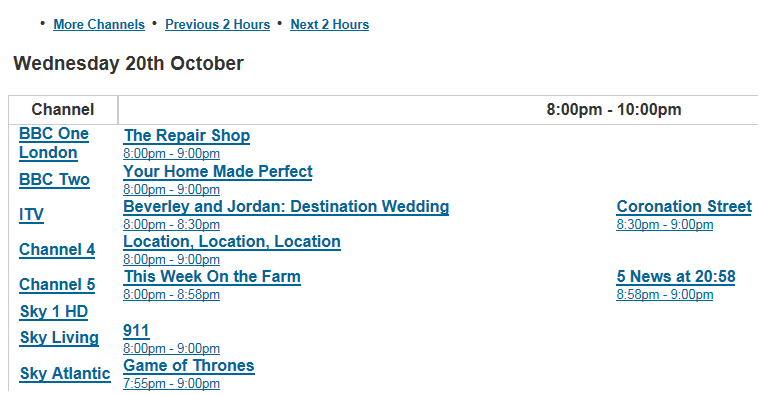 • More Channels • Previous 2 Hours • Next 2 Hours
Wednesday 20th October
Channel 8:00pm - 10:00pm
BBC One London The Repair Shop
8:00pm - 9:00pm
BBC Two Your Home Made Perfect
8:00pm - 9:00pm
ITV Beverley and Jordan: Destination Wedding Coronation Street
8:00pm - 8:30pm 8:30pm - 9:00pm
Channel 4 Location, Location, Location
8:00pm - 9:00pm
Channel 5 This Week On the Farm 5 News at 20:58
8:00pm - 8:58pm 8:58pm - 9:00pm
Sky 1 HD
Sky Living 911
8:00pm - 9:00pm
Sky Atlantic Game of Thrones
7:55pm - 9:00pm